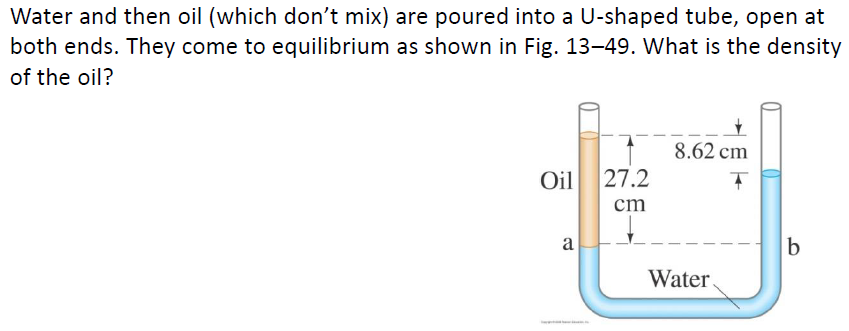 Water and then oil (which don’t mix) are poured into a U-shaped tube, open at
both ends. They come to equilibrium as shown in Fig. 13–49. What is the density
of the oil?
8.62 cm
Oil
27.2
cm
a
b
Water